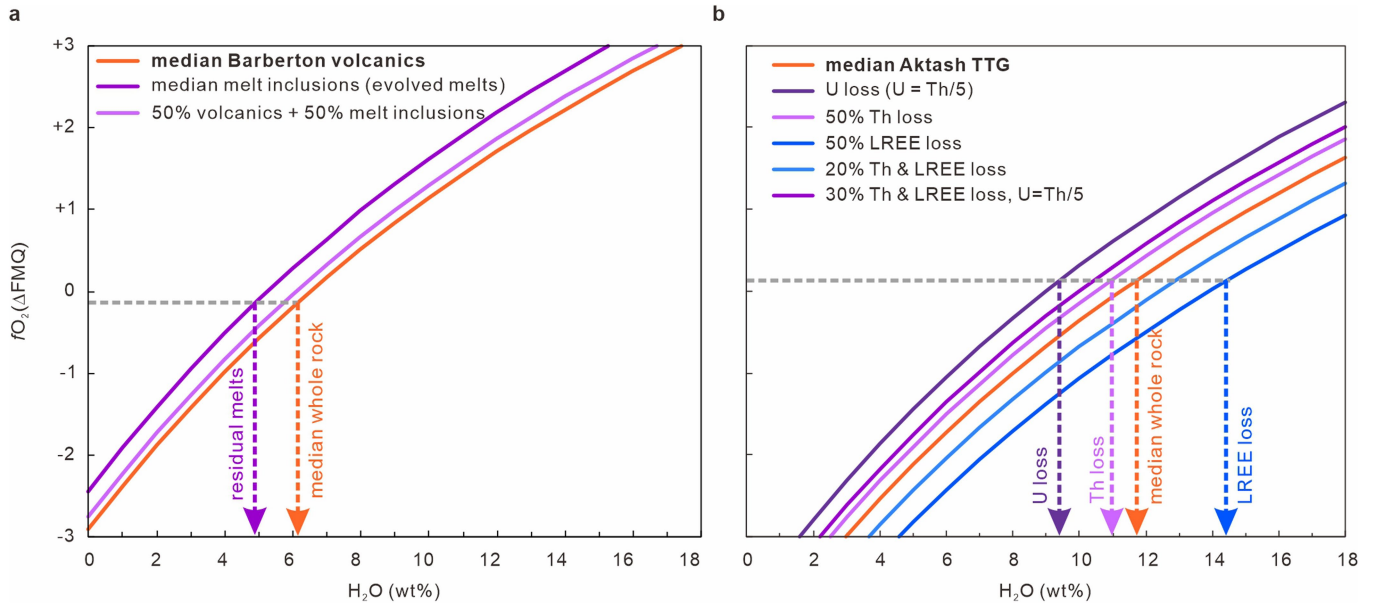 a
+3
+2
+1
0
-1
-2
-3
fO2(ΔFMQ)
median Barberton volcanics
median melt inclusions (evolved melts)
50% volcanics + 50% melt inclusions
residual melts
median whole rock
0
2
4
6
8
10
12
14
16
18
H2O (wt%)
b
median Aktash TTG
U loss (U = Th/5)
50% Th loss
50% LREE loss
20% Th & LREE loss
30% Th & LREE loss, U=Th/5
U loss
Th loss
median whole rock
LREE loss
0
2
4
6
8
10
12
14
16
18
H2O (wt%)